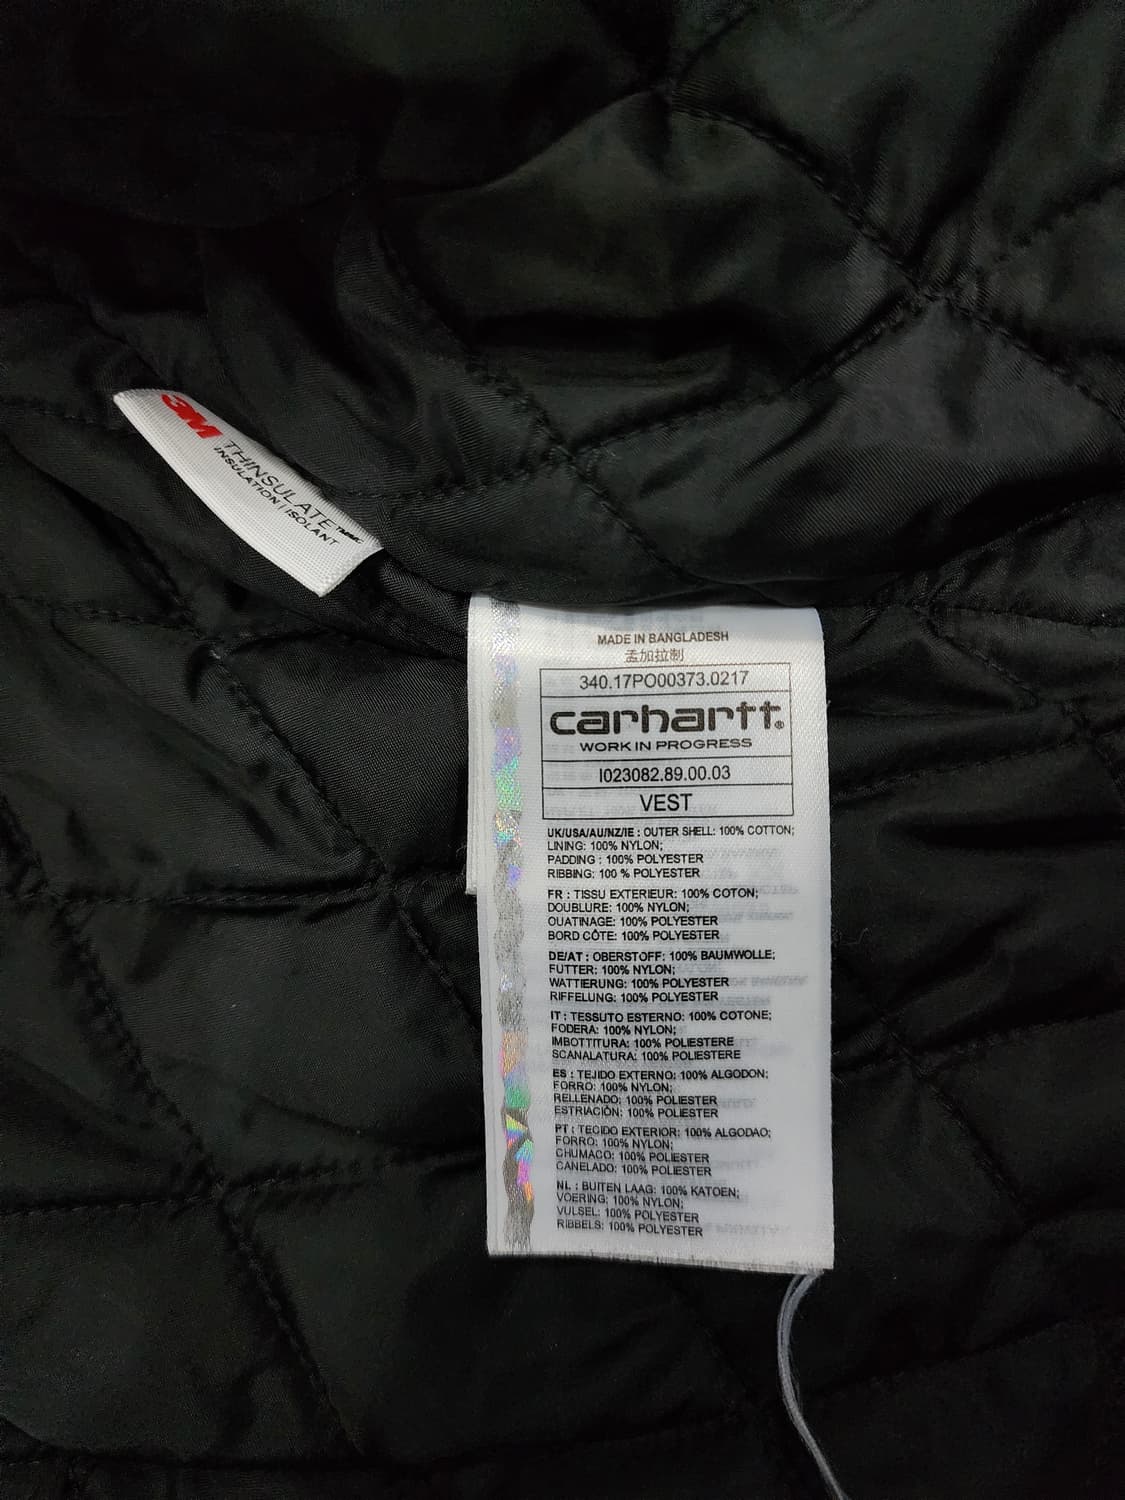 3M
THINSULATE™
INSULATION | ISOLANT
MADE IN BANGLADESH
孟加拉制
340.17PO00373.0217
carhartt®
WORK IN PROGRESS
I023082.89.00.03
VEST
UK/USA/AU/NZ/IE : OUTER SHELL: 100% COTTON;
LINING: 100% NYLON;
PADDING : 100% POLYESTER
RIBBING: 100 % POLYESTER
FR : TISSU EXTERIEUR: 100% COTON;
DOUBLURE: 100% NYLON;
OUATINAGE: 100% POLYESTER
BORD CÔTE: 100% POLYESTER
DE/AT : OBERSTOFF: 100% BAUMWOLLE;
FUTTER: 100% NYLON;
WATTIERUNG: 100% POLYESTER
RIFFELUNG: 100% POLYESTER
IT : TESSUTO ESTERNO: 100% COTONE;
FODERA: 100% NYLON;
IMBOTTITURA: 100% POLIESTERE
SCANALATURA: 100% POLIESTERE
ES : TEJIDO EXTERNO: 100% ALGODON;
FORRO: 100% NYLON;
RELLENADO: 100% POLIESTER
ESTRIACIÓN: 100% POLIESTER
PT : TECIDO EXTERIOR: 100% ALGODAO;
FORRO: 100% NYLON;
CHUMACO: 100% POLIESTER
CANELADO: 100% POLIESTER
NL : BUITEN LAAG: 100% KATOEN;
VOERING: 100% NYLON;
VULSEL: 100% POLYESTER
RIBBELS: 100% POLYESTER